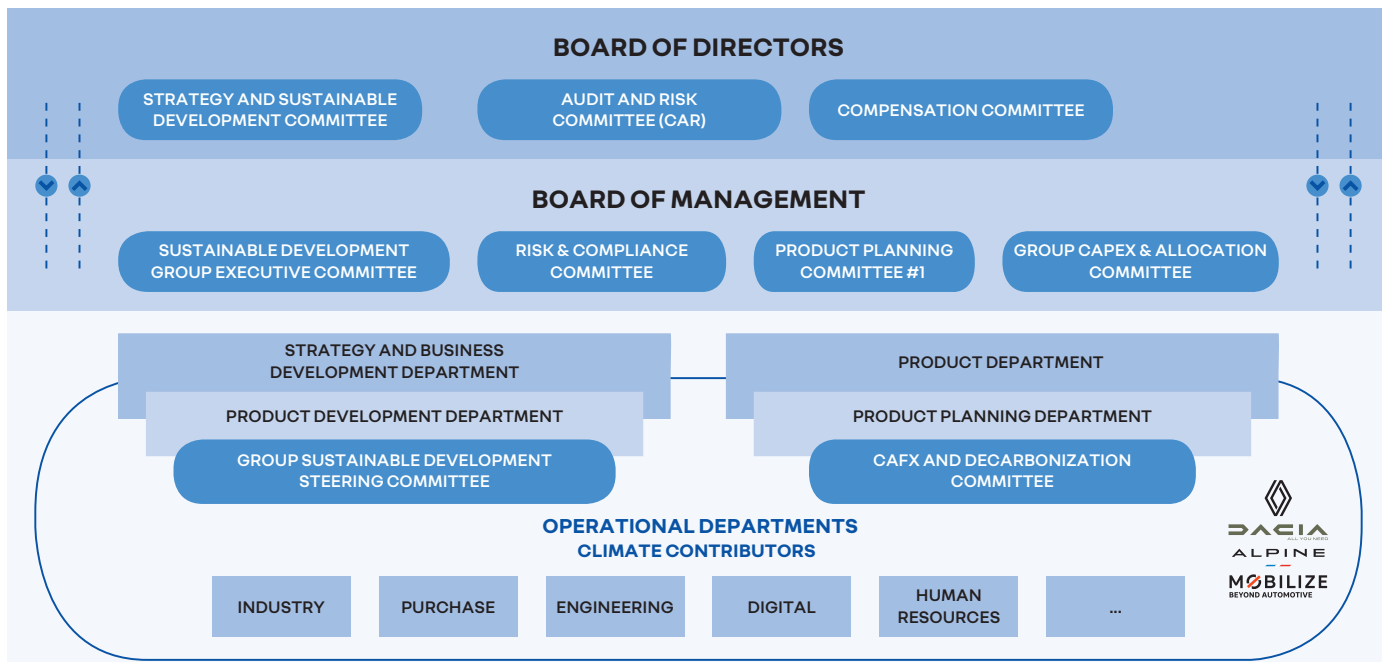 BOARD OF DIRECTORS
STRATEGY AND SUSTAINABLE
DEVELOPMENT COMMITTEE
AUDIT AND RISK
COMMITTEE (CAR)
COMPENSATION COMMITTEE
BOARD OF MANAGEMENT
SUSTAINABLE DEVELOPMENT
GROUP EXECUTIVE COMMITTEE
RISK & COMPLIANCE
COMMITTEE
PRODUCT PLANNING
COMMITTEE #1
GROUP CAPEX & ALLOCATION
COMMITTEE
STRATEGY AND BUSINESS
DEVELOPMENT DEPARTMENT
PRODUCT DEVELOPMENT DEPARTMENT
GROUP SUSTAINABLE DEVELOPMENT
STEERING COMMITTEE
PRODUCT DEPARTMENT
PRODUCT PLANNING DEPARTMENT
CAFX AND DECARBONIZATION
COMMITTEE
OPERATIONAL DEPARTMENTS
CLIMATE CONTRIBUTORS
INDUSTRY
PURCHASE
ENGINEERING
DIGITAL
HUMAN
RESOURCES
...
DACIA
ALL YOU NEED
ALPINE
MOBILIZE
BEYOND AUTOMOTIVE